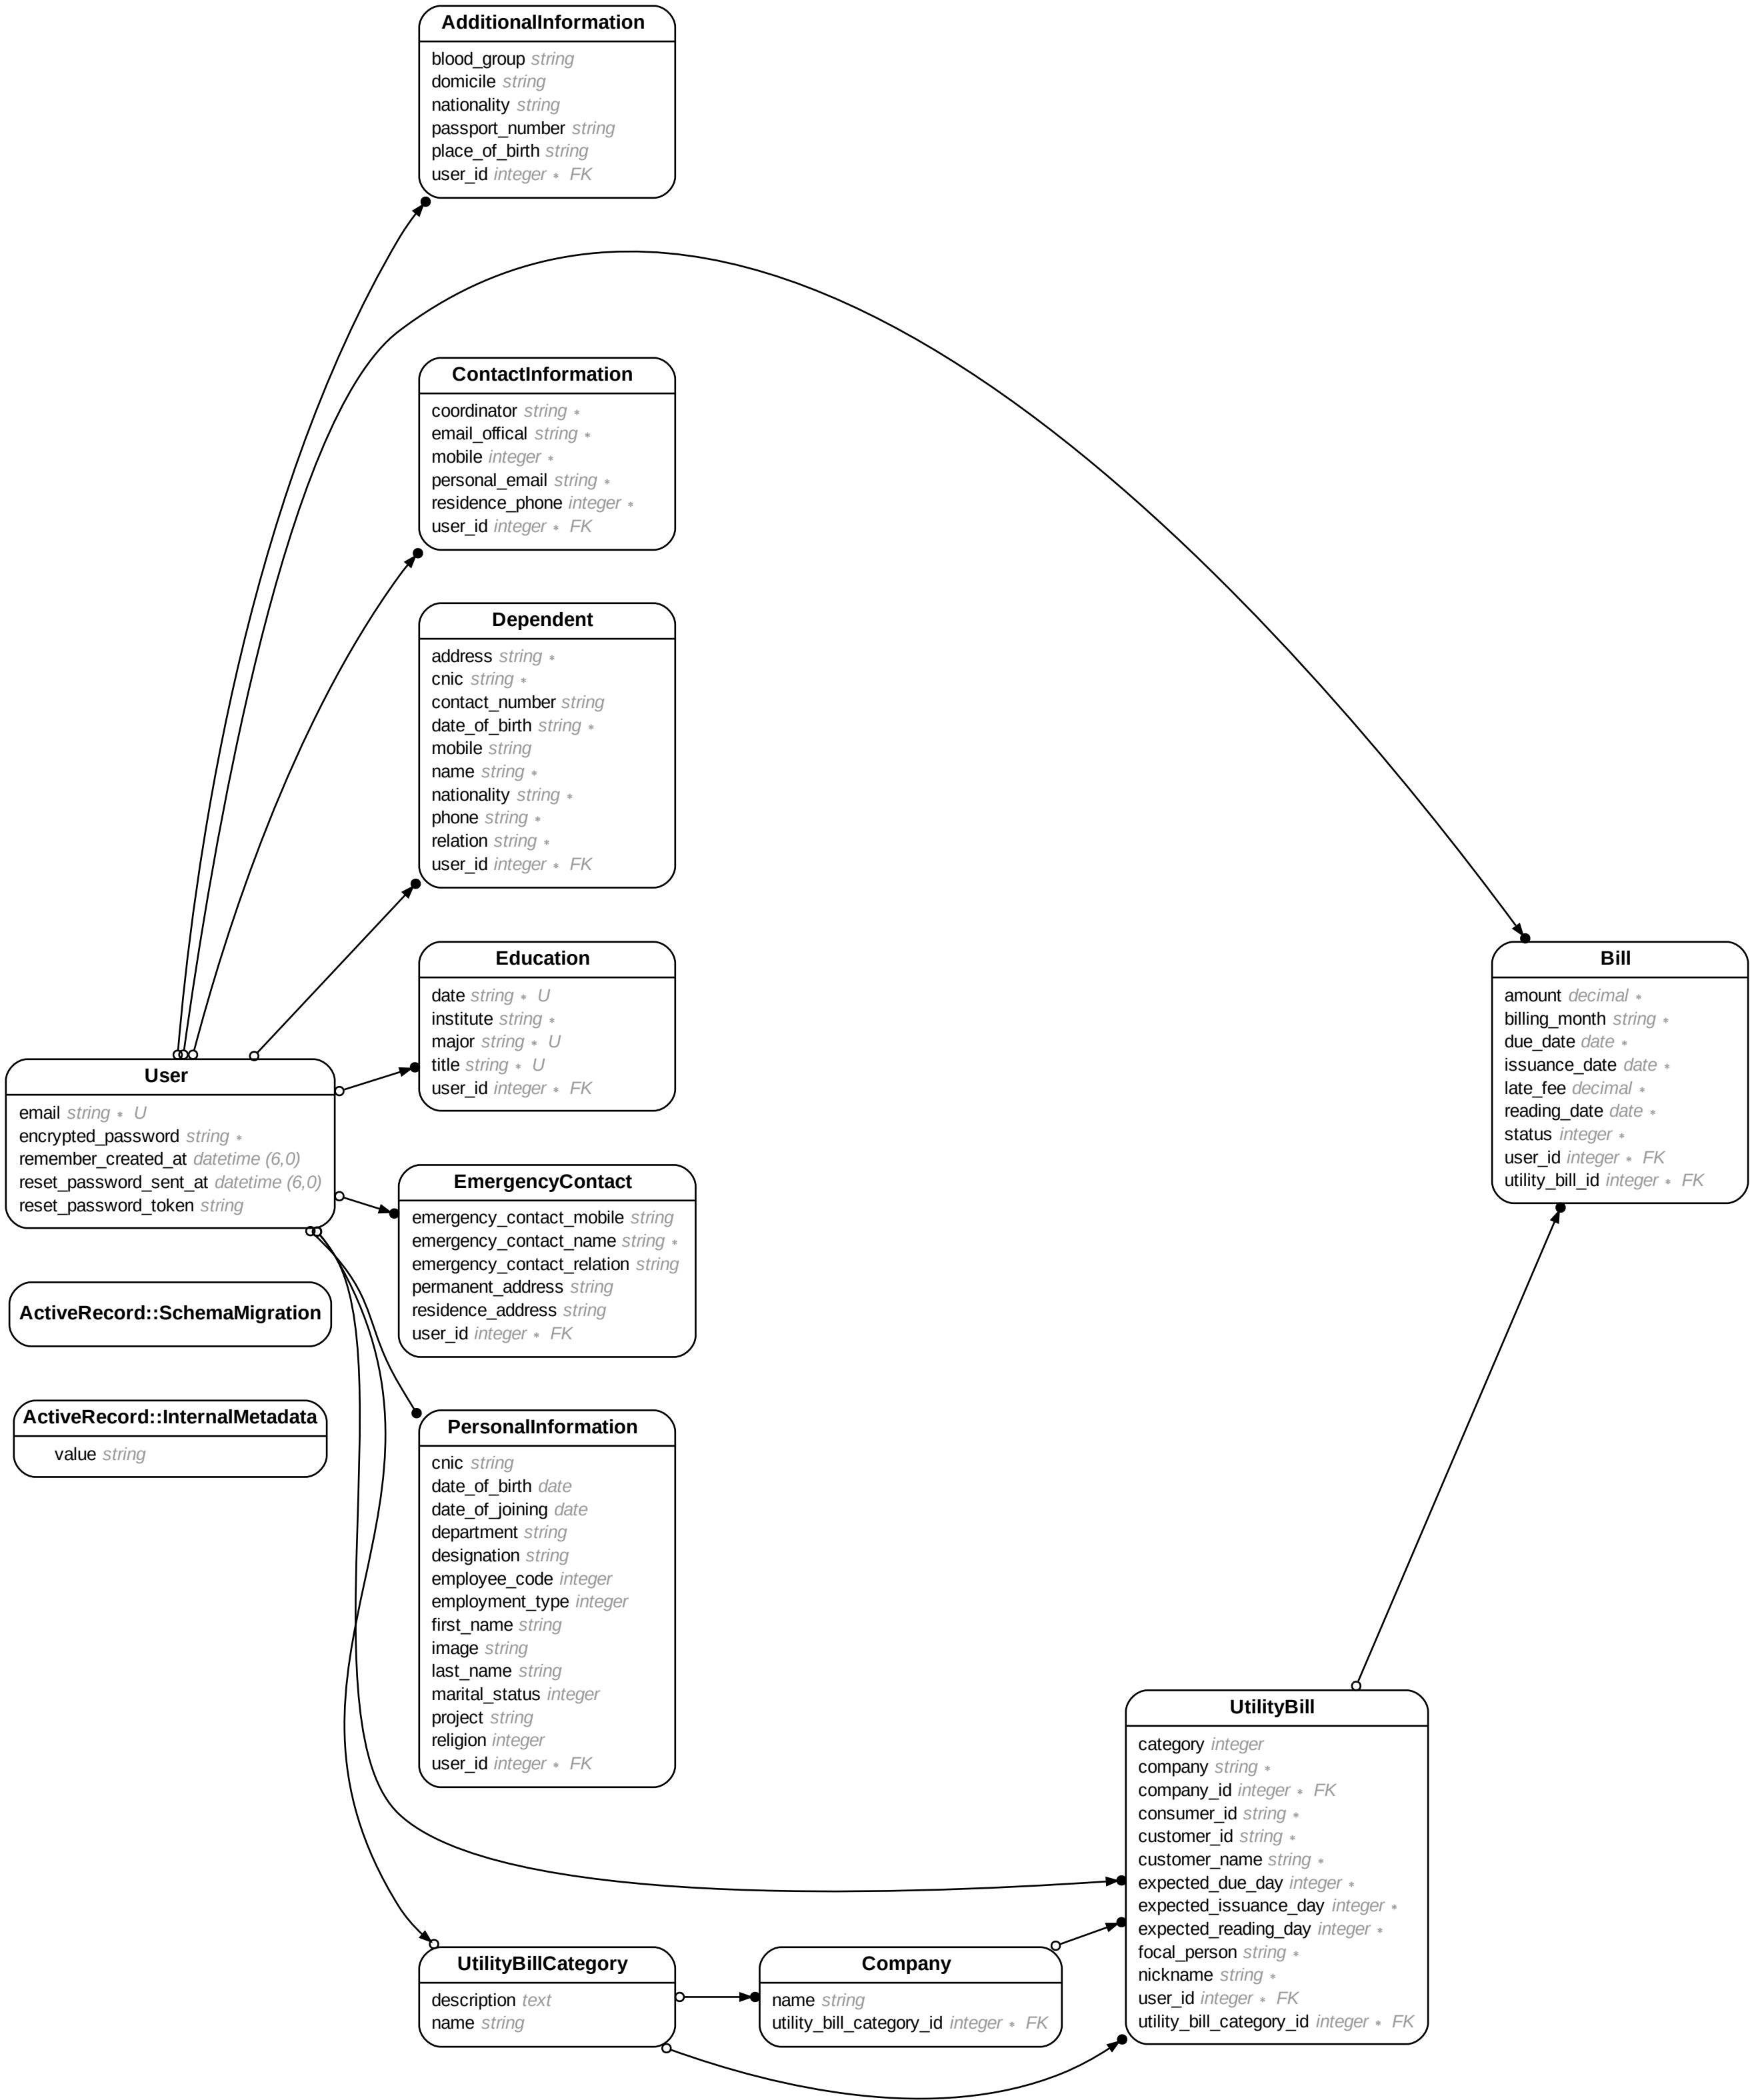 AdditionalInformation
blood_group string
domicile string
nationality string
passport_number string
place_of_birth string
user_id integer ∗ FK
ContactInformation
coordinator string ∗
email_offical string ∗
mobile integer ∗
personal_email string ∗
residence_phone integer ∗
user_id integer ∗ FK
Dependent
address string ∗
cnic string ∗
contact_number string
date_of_birth string ∗
mobile string
name string ∗
nationality string ∗
phone string ∗
relation string ∗
user_id integer ∗ FK
Education
date string ∗ U
institute string ∗
major string ∗ U
title string ∗ U
user_id integer ∗ FK
Bill
amount decimal ∗
billing_month string ∗
due_date date ∗
issuance_date date ∗
late_fee decimal ∗
reading_date date ∗
status integer ∗
user_id integer ∗ FK
utility_bill_id integer ∗ FK
User
email string ∗ U
encrypted_password string ∗
remember_created_at datetime (6,0)
reset_password_sent_at datetime (6,0)
reset_password_token string
EmergencyContact
emergency_contact_mobile string
emergency_contact_name string ∗
emergency_contact_relation string
permanent_address string
residence_address string
user_id integer ∗ FK
ActiveRecord::SchemaMigration
ActiveRecord::InternalMetadata
value string
PersonalInformation
cnic string
date_of_birth date
date_of_joining date
department string
designation string
employee_code integer
employment_type integer
first_name string
image string
last_name string
marital_status integer
project string
religion integer
user_id integer ∗ FK
UtilityBill
category integer
company string ∗
company_id integer ∗ FK
consumer_id string ∗
customer_id string ∗
customer_name string ∗
expected_due_day integer ∗
expected_issuance_day integer ∗
expected_reading_day integer ∗
focal_person string ∗
nickname string ∗
user_id integer ∗ FK
utility_bill_category_id integer ∗ FK
UtilityBillCategory
description text
name string
Company
name string
utility_bill_category_id integer ∗ FK